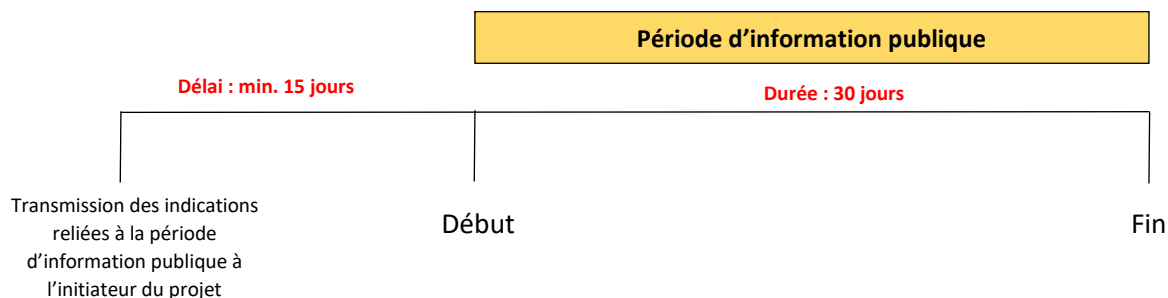 Période d’information publique
Délai : min. 15 jours
Durée : 30 jours
Transmission des indications
reliées à la période
d’information publique à
l’initiateur du projet
Début
Fin